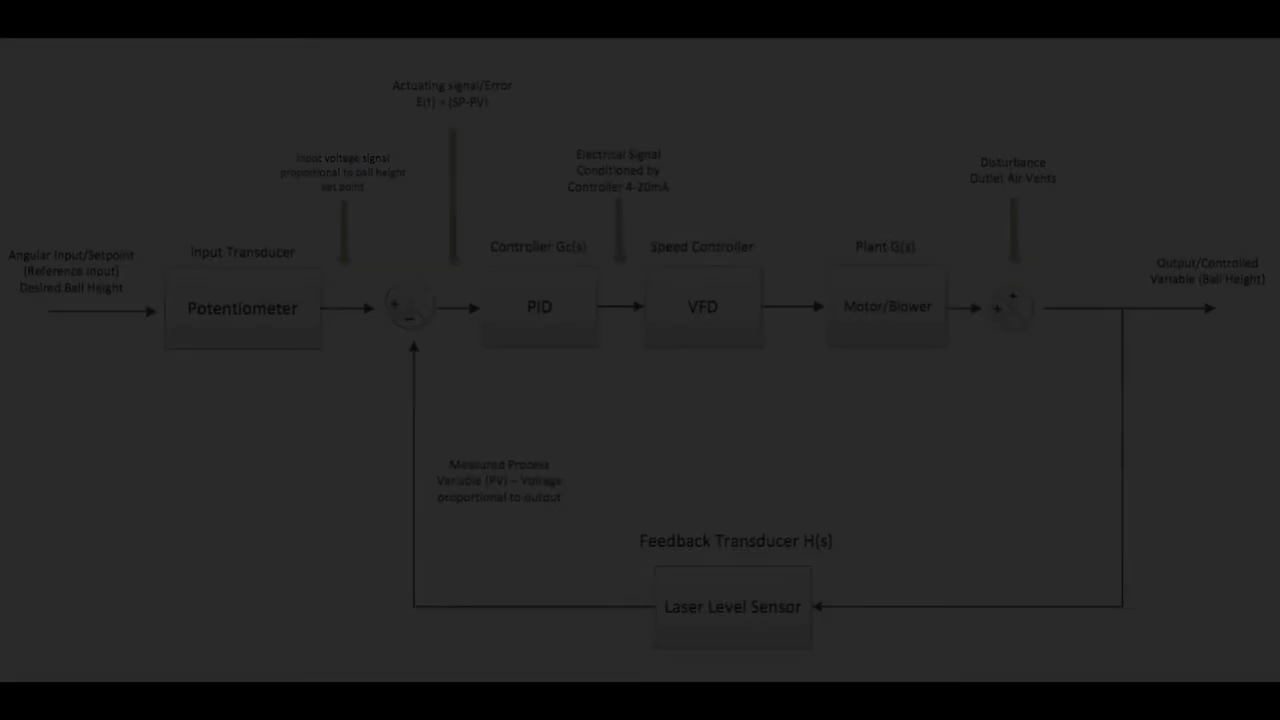 Actuating signal/Error
E(t) = (SP-PV)
Input voltage signal
proportional to ball height
set point
Electrical Signal
Conditioned by
Controller 4-20mA
Disturbance
Outlet Air Vents
Angular Input/Setpoint
(Reference Input)
Desired Ball Height
Input Transducer
Potentiometer
+
−
Controller Gc(s)
PID
Speed Controller
VFD
Plant G(s)
Motor/Blower
+
+
Output/Controlled
Variable (Ball Height)
Measured Process
Variable (PV) – Voltage
proportional to output
Feedback Transducer H(s)
Laser Level Sensor